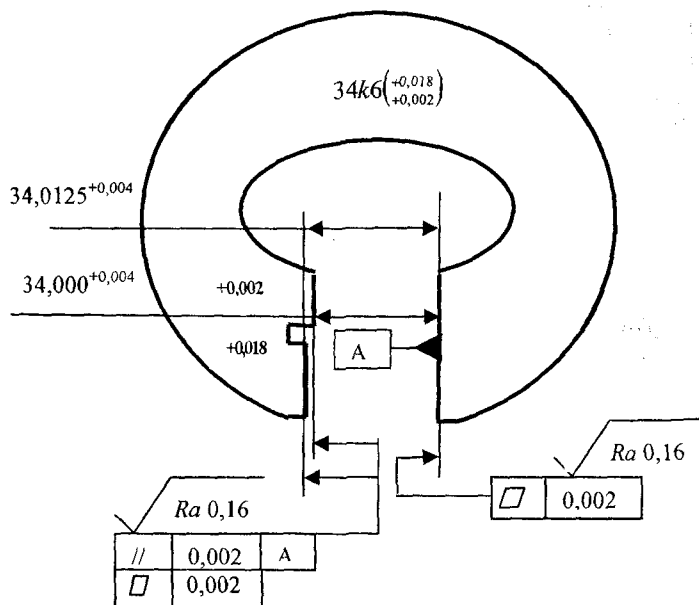 34k6(+0,018 +0,002)
34,0125+0,004
34,000+0,004
+0,002
+0,018
A
Ra 0,16
0,002
Ra 0,16
// 0,002 A
0,002